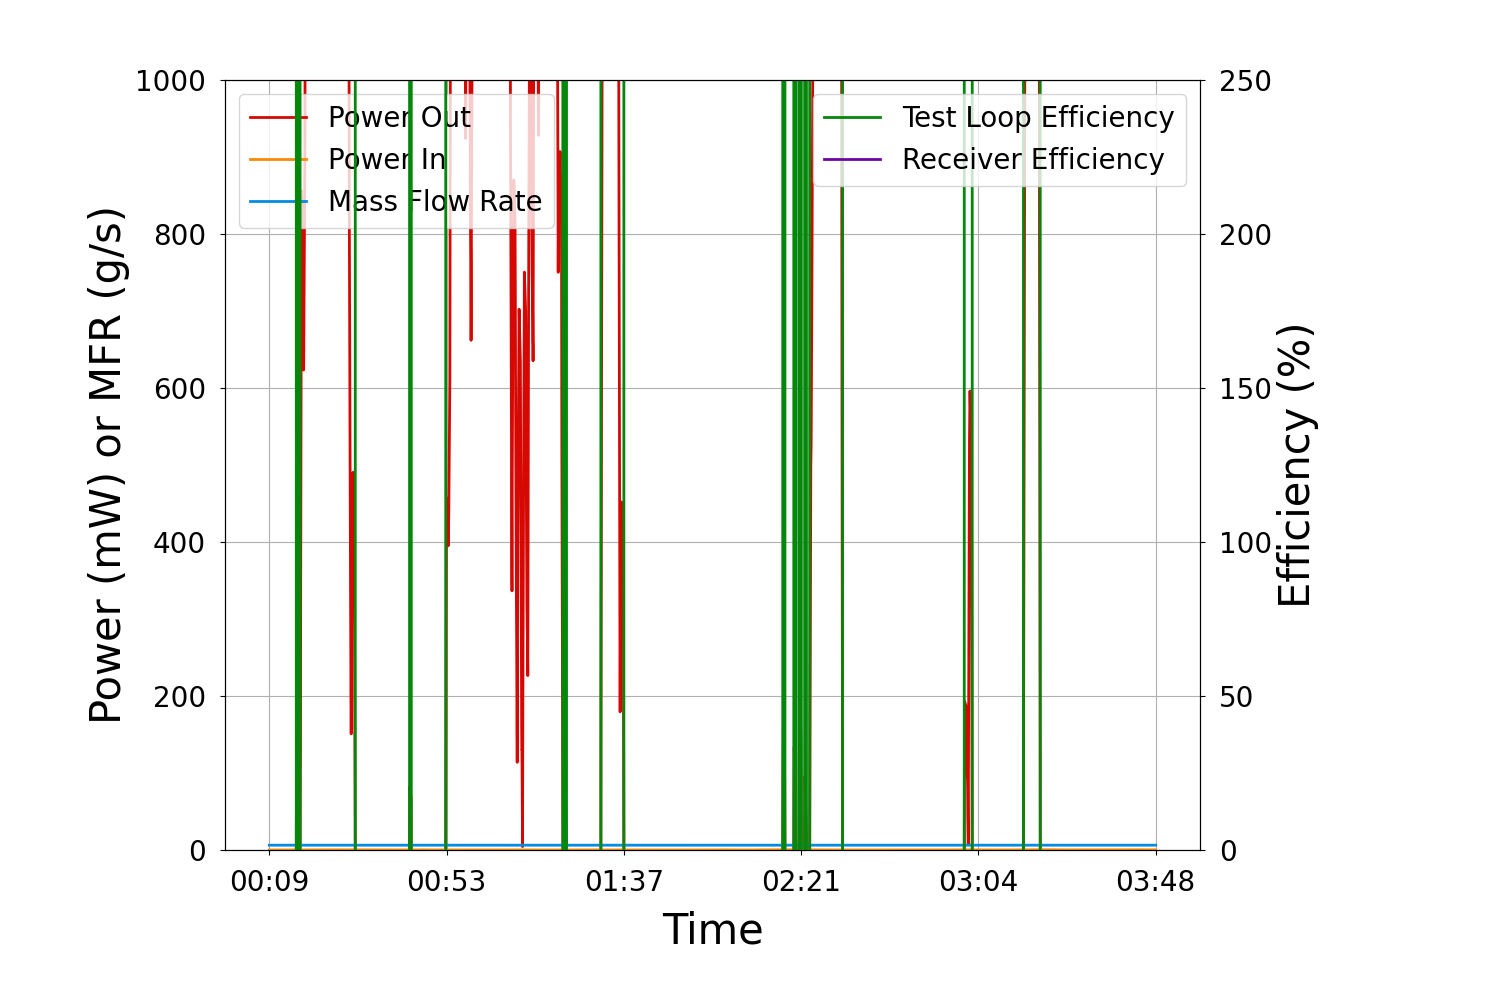 1000
800
600
400
200
0
Power (mW) or MFR (g/s)
Power Out
Power In
Mass Flow Rate
Test Loop Efficiency
Receiver Efficiency
250
200
150
100
50
0
Efficiency (%)
00:09 00:53 01:37 02:21 03:04 03:48
Time